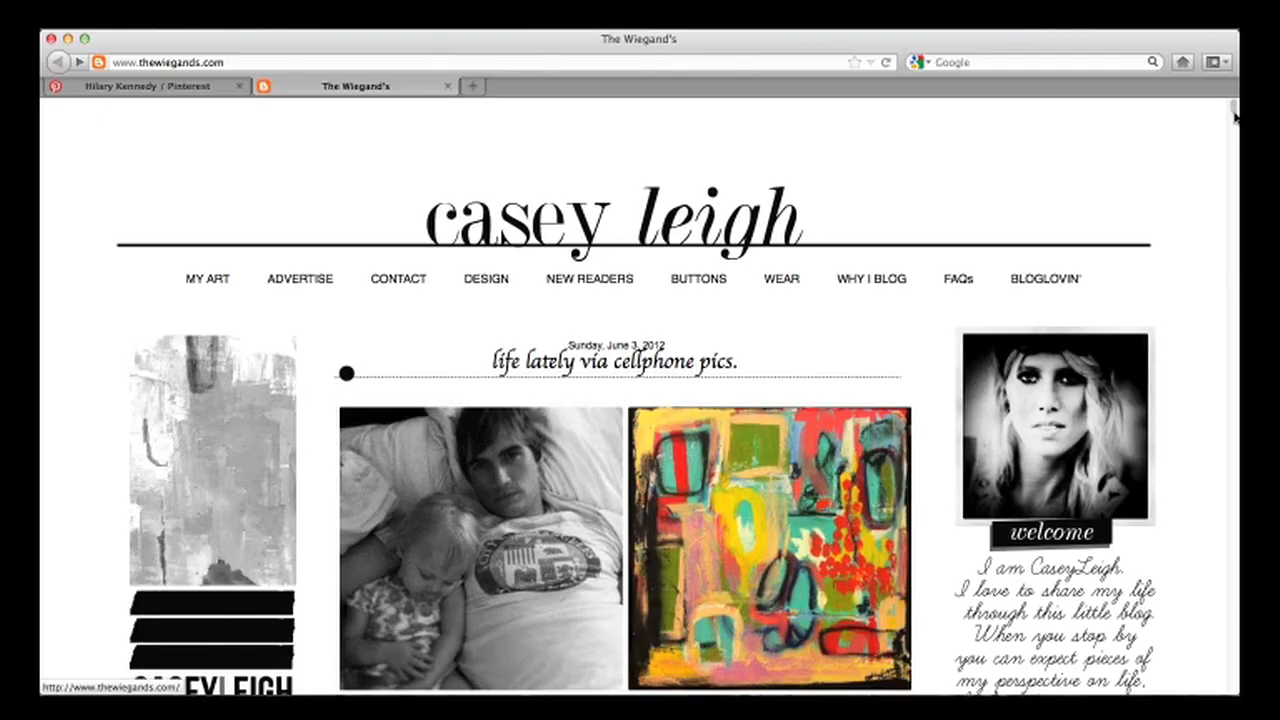 The Wiegand's
www.thewiegands.com
Google
Hilary Kennedy / Pinterest
The Wiegand's
casey leigh
MY ART ADVERTISE CONTACT DESIGN NEW READERS BUTTONS WEAR WHY I BLOG FAQs BLOGLOVIN'
Sunday, June 3, 2012
life lately via cellphone pics.
welcome
I am CaseyLeigh.
I love to share my life
through this little blog.
When you stop by
you can expect pieces of
my perspective on life,
CASEYLEIGH
http://www.thewiegands.com/